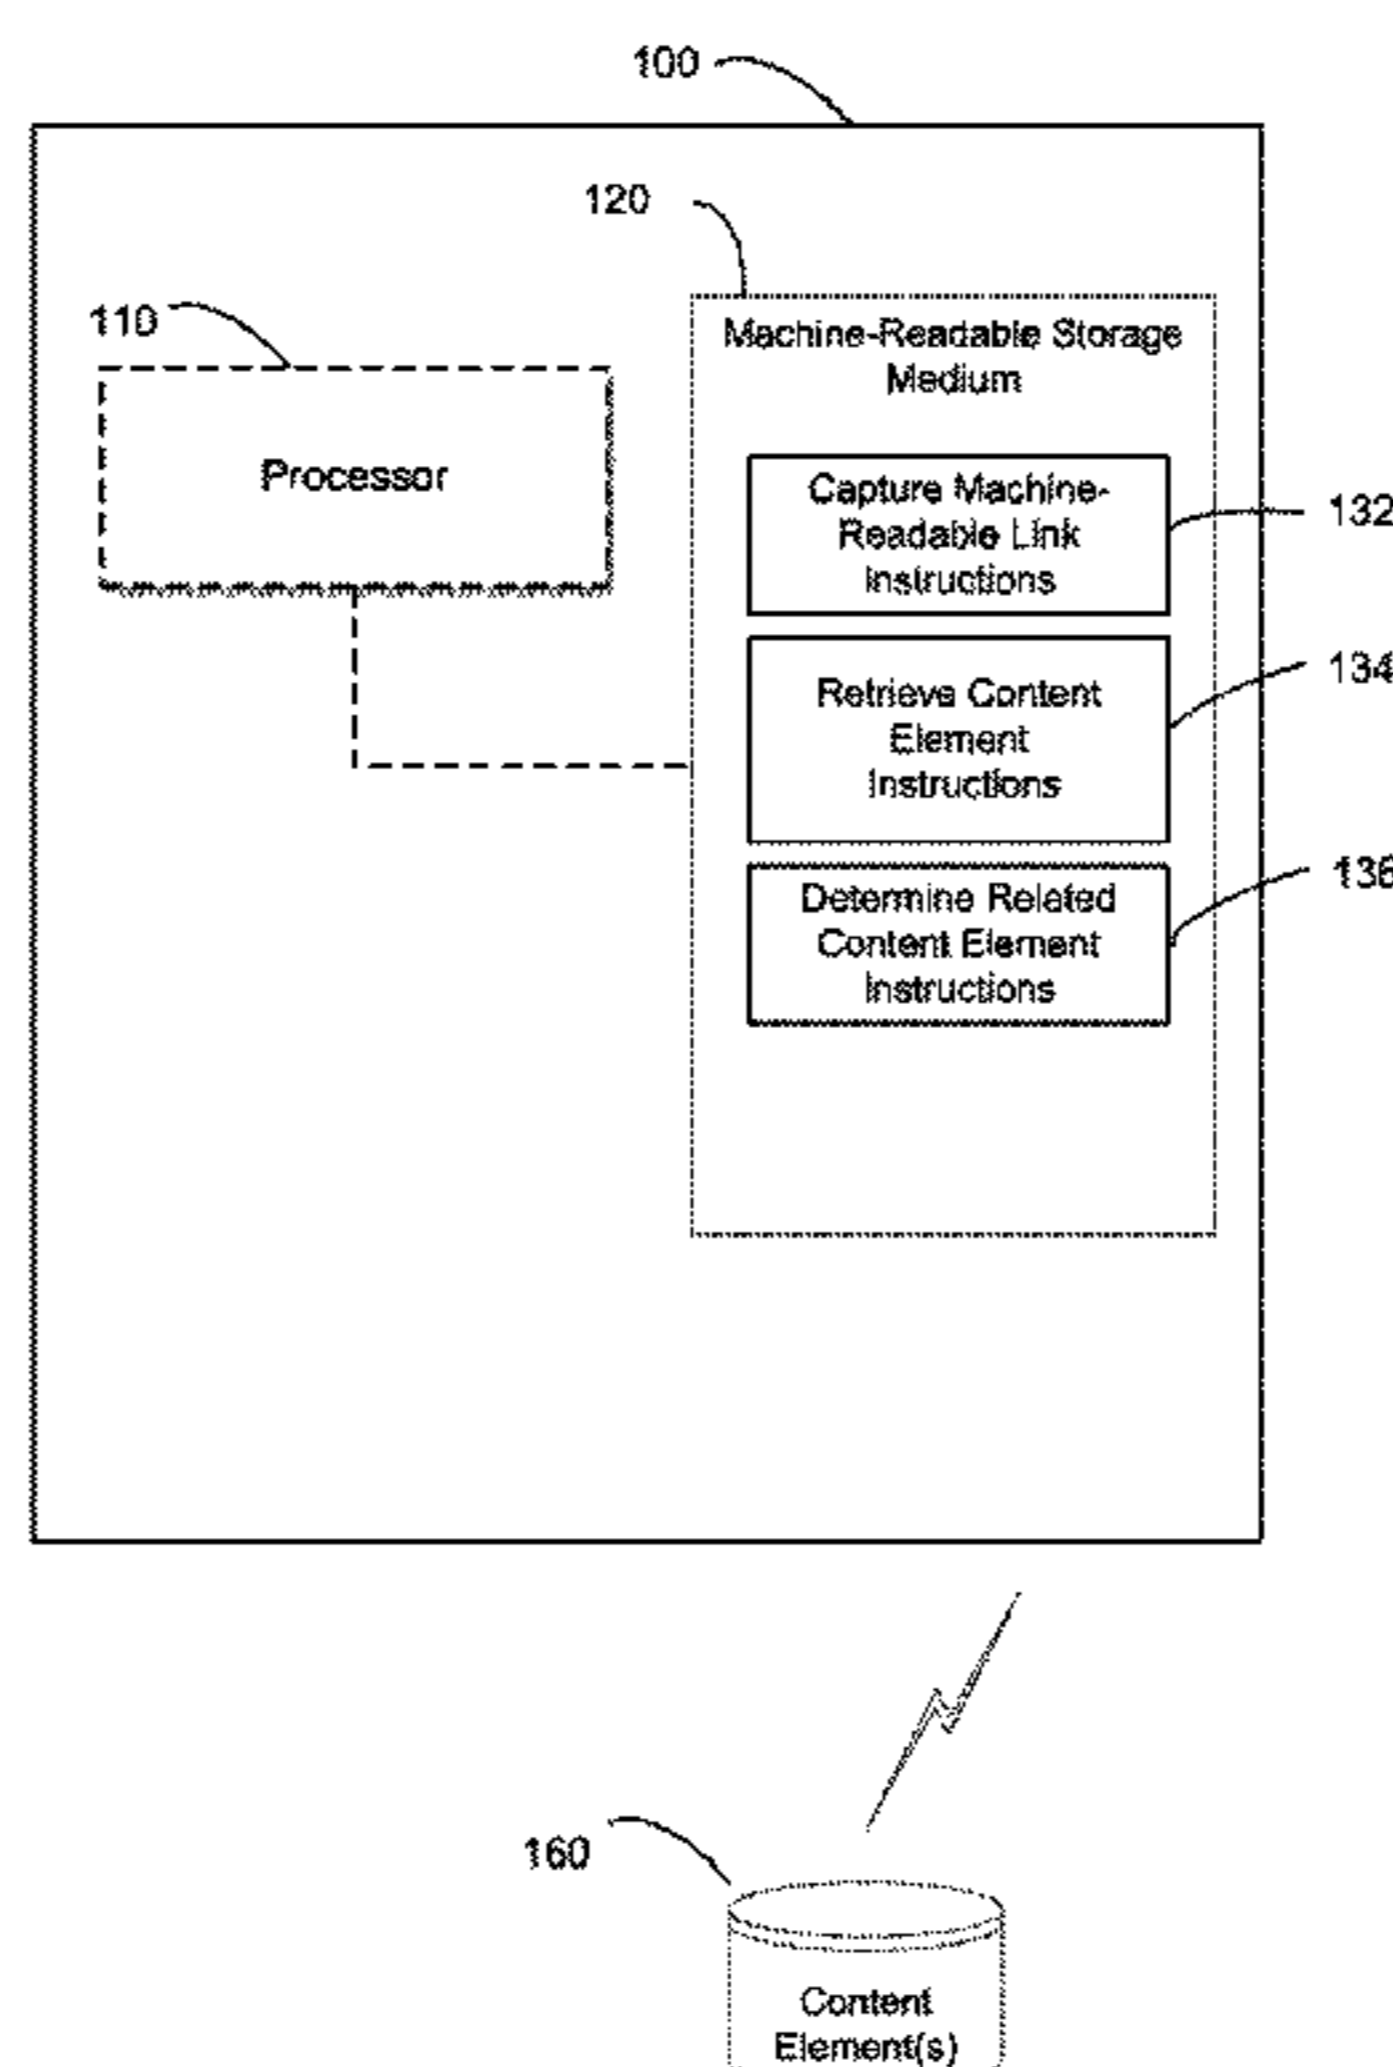 100
120
110
Machine-Readable Storage
Medium
Processor
Capture Machine-
Readable Link
Instructions
132
Retrieve Content
Element
Instructions
134
Determine Related
Content Element
Instructions
136
160
Content
Element(s)